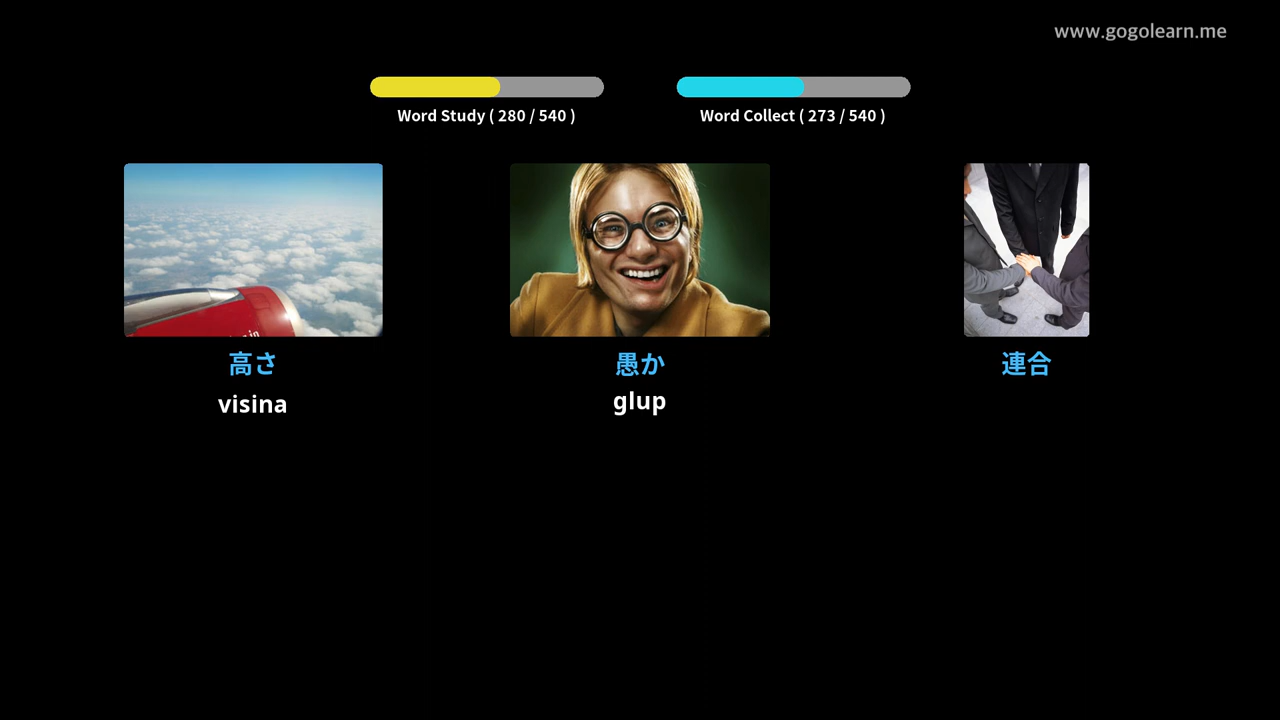 www.gogolearn.me
Word Study ( 280 / 540 )
Word Collect ( 273 / 540 )
高さ
愚か
連合
visina
glup